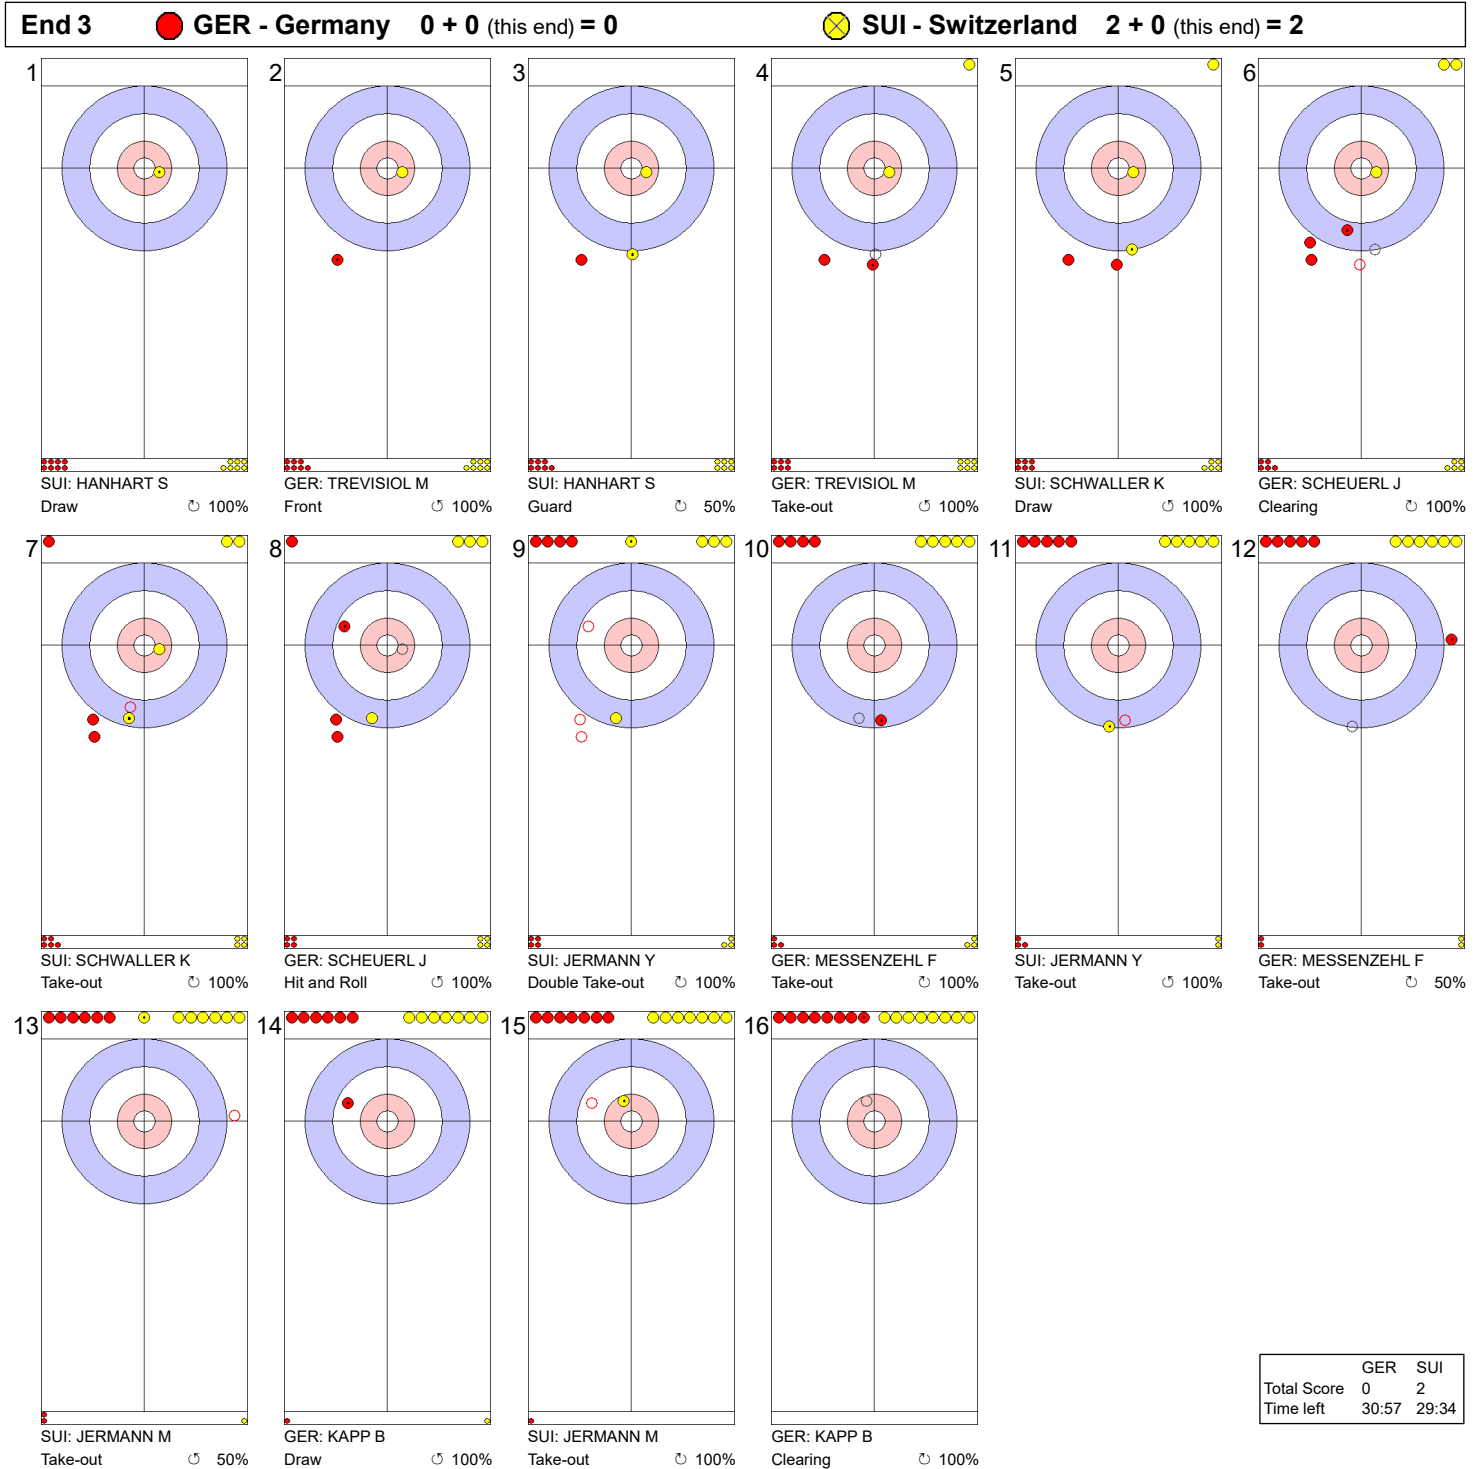 End 3 GER - Germany 0 + 0 (this end) = 0 SUI - Switzerland 2 + 0 (this end) = 2
1 2 3 4 5 6
SUI: HANHART S GER: TREVISIOL M SUI: HANHART S GER: TREVISIOL M SUI: SCHWALLER K GER: SCHEUERL J
Draw ↻ 100% Front ↻ 100% Guard ↻ 50% Take-out ↺ 100% Draw ↻ 100% Clearing ↻ 100%
7 8 9 10 11 12
SUI: SCHWALLER K GER: SCHEUERL J SUI: JERMANN Y GER: MESSENZEHL F SUI: JERMANN Y GER: MESSENZEHL F
Take-out ↻ 100% Hit and Roll ↺ 100% Double Take-out ↻ 100% Take-out ↺ 100% Take-out ↺ 100% Take-out ↻ 50%
13 14 15 16
SUI: JERMANN M GER: KAPP B SUI: JERMANN M GER: KAPP B
Take-out ↺ 50% Draw ↺ 100% Take-out ↻ 100% Clearing ↻ 100%
GER SUI
Total Score 0 2
Time left 30:57 29:34